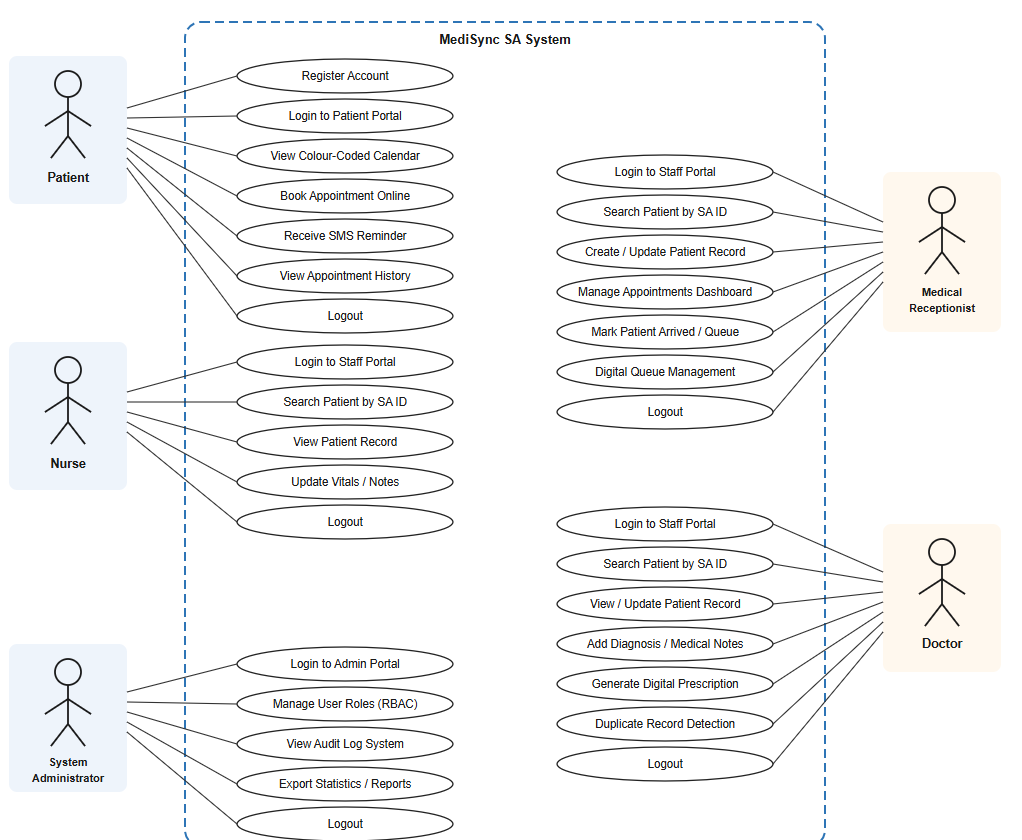 MediSync SA System
Patient
Register Account
Login to Patient Portal
View Colour-Coded Calendar
Book Appointment Online
Receive SMS Reminder
View Appointment History
Logout
Nurse
Login to Staff Portal
Search Patient by SA ID
View Patient Record
Update Vitals / Notes
Logout
System
Administrator
Login to Admin Portal
Manage User Roles (RBAC)
View Audit Log System
Export Statistics / Reports
Logout
Login to Staff Portal
Search Patient by SA ID
Create / Update Patient Record
Manage Appointments Dashboard
Mark Patient Arrived / Queue
Digital Queue Management
Logout
Medical
Receptionist
Login to Staff Portal
Search Patient by SA ID
View / Update Patient Record
Add Diagnosis / Medical Notes
Generate Digital Prescription
Duplicate Record Detection
Logout
Doctor